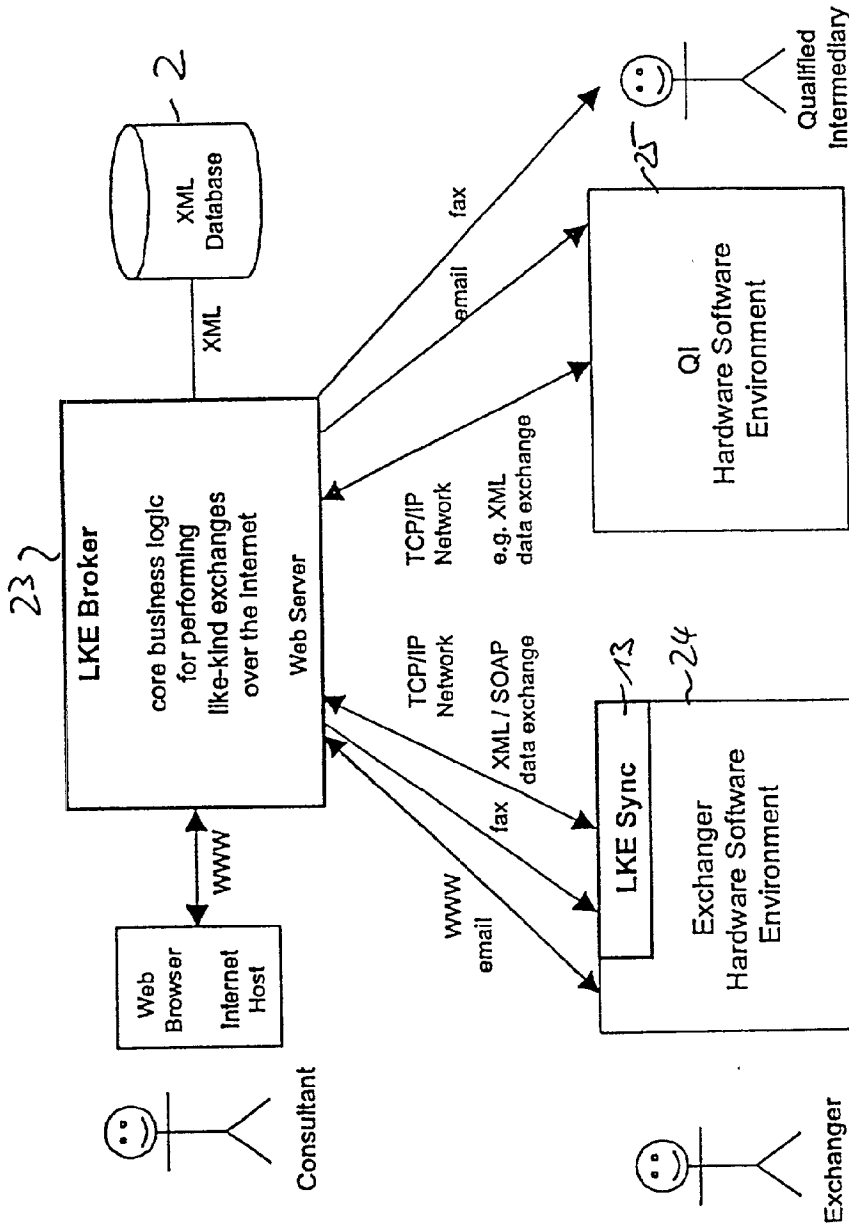 23
LKE Broker
core business logic
for performing
like-kind exchanges
over the Internet
Web Server
XML
XML
Database
2
WWW
Web
Browser
Internet
Host
Consultant
WWW
email
fax
XML / SOAP
data exchange
TCP/IP
Network
TCP/IP
Network
e.g. XML
data exchange
email
fax
LKE Sync
13
24
Exchanger
Hardware Software
Environment
Exchanger
QI
Hardware Software
Environment
25
Qualified
Intermediary